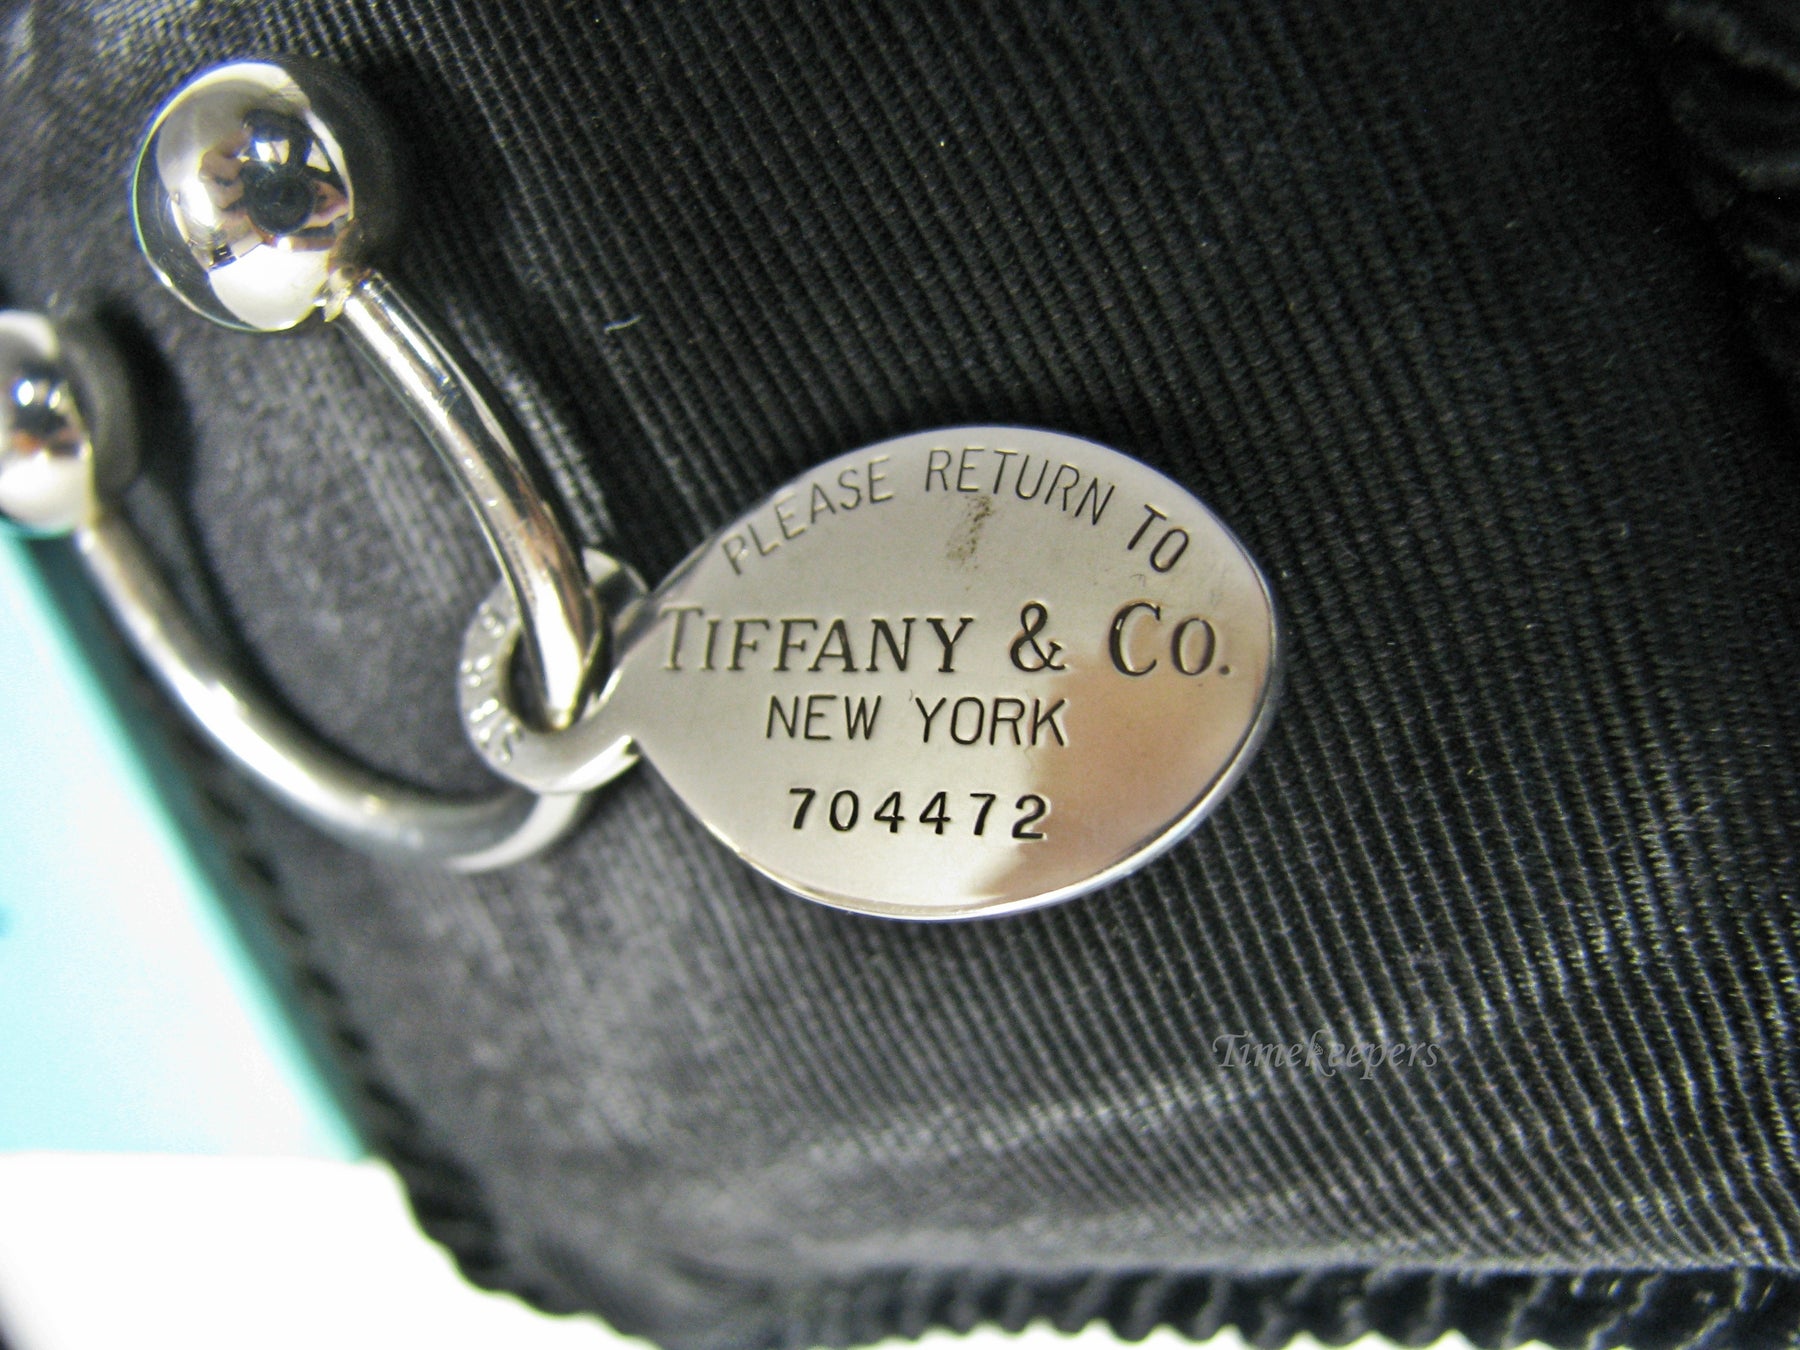 PLEASE RETURN TO
TIFFANY & CO.
NEW YORK
704472
Timekeepers